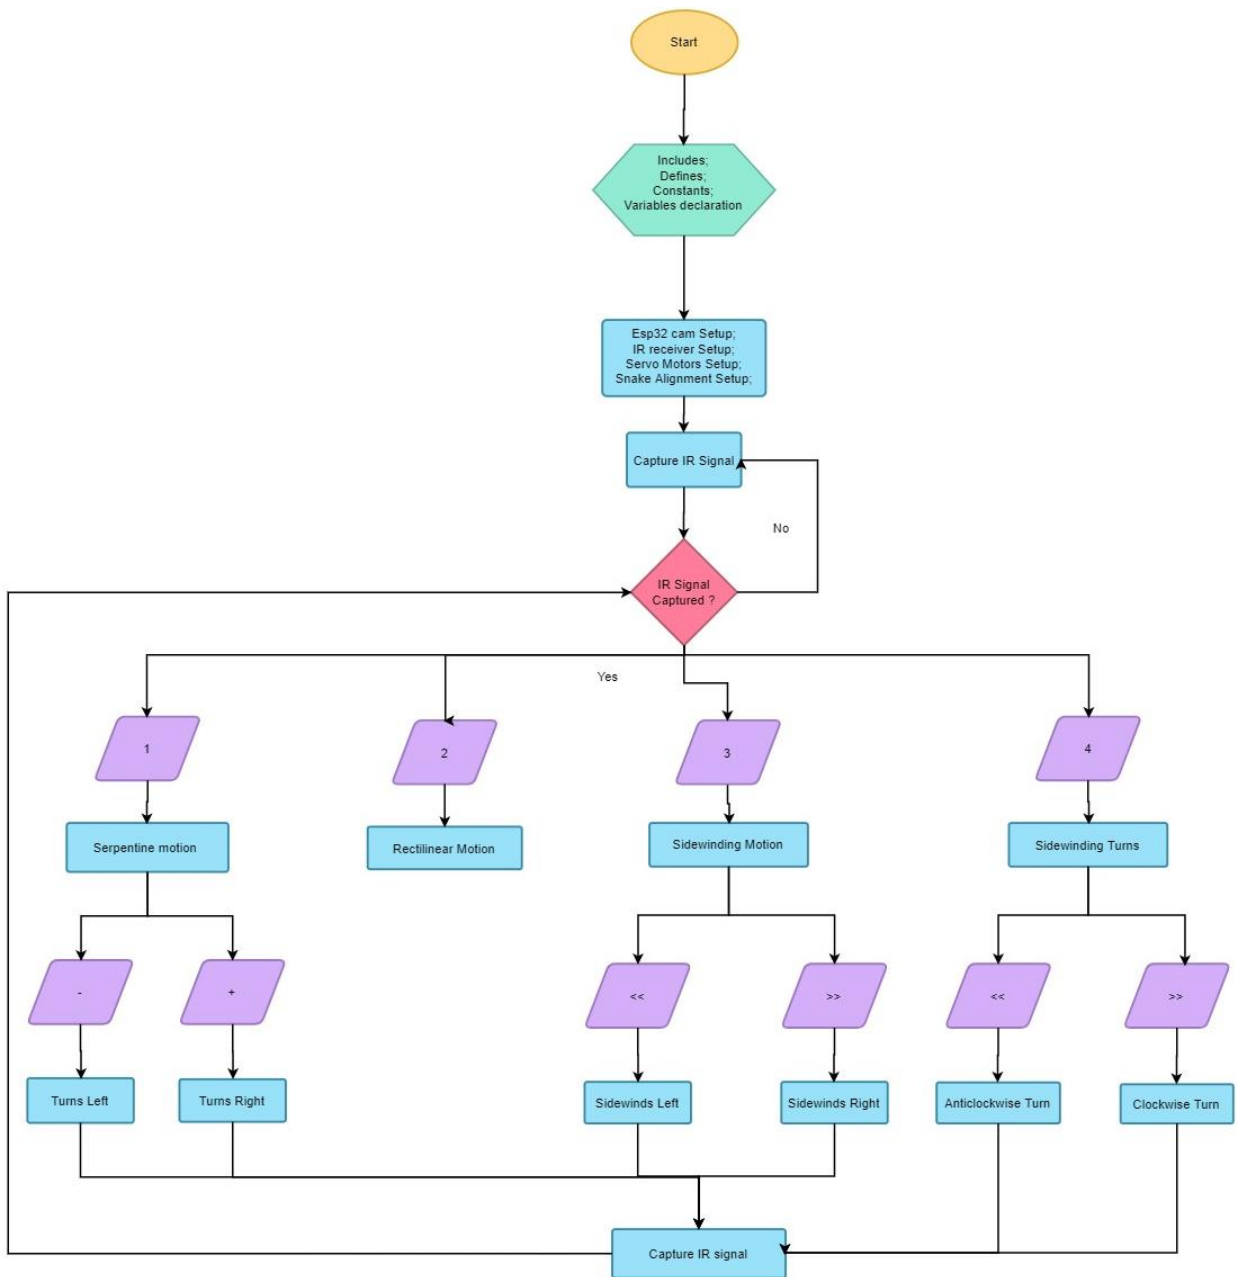 Start
Includes;
Defines;
Constants;
Variables declaration
Esp32 cam Setup;
IR receiver Setup;
Servo Motors Setup;
Snake Alignment Setup;
Capture IR Signal
No
IR Signal
Captured ?
Yes
1
2
3
4
Serpentine motion
Rectilinear Motion
Sidewinding Motion
Sidewinding Turns
-
+
<<
>>
<<
>>
Turns Left
Turns Right
Sidewinds Left
Sidewinds Right
Anticlockwise Turn
Clockwise Turn
Capture IR signal